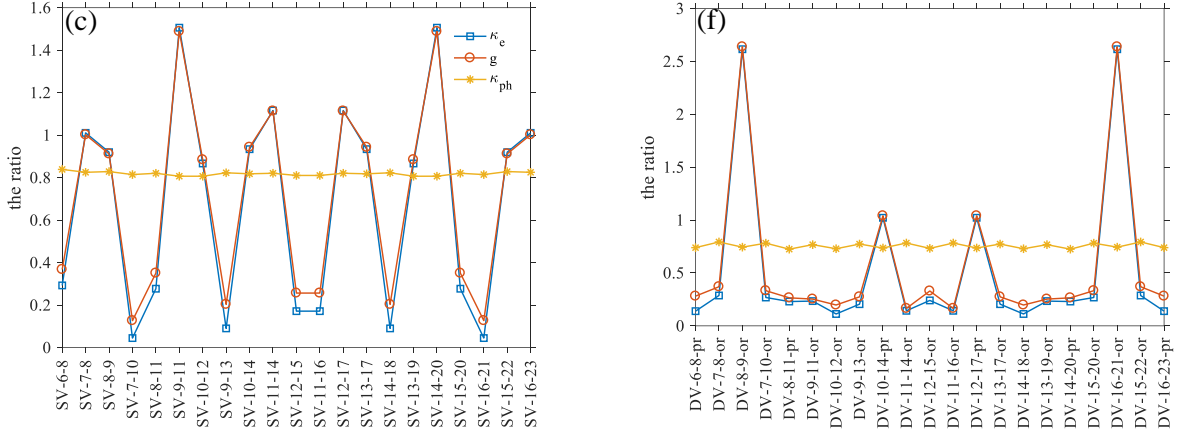 (c)
the ratio
1.6
1.4
1.2
1
0.8
0.6
0.4
0.2
0
κe
g
κph
SV-6-8
SV-7-8
SV-8-9
SV-7-10
SV-8-11
SV-9-11
SV-10-12
SV-9-13
SV-10-14
SV-11-14
SV-12-15
SV-11-16
SV-12-17
SV-13-17
SV-14-18
SV-13-19
SV-14-20
SV-15-20
SV-16-21
SV-15-22
SV-16-23
(f)
the ratio
3
2.5
2
1.5
1
0.5
0
DV-6-8-pr
DV-7-8-or
DV-8-9-or
DV-7-10-or
DV-8-11-pr
DV-9-11-or
DV-10-12-or
DV-9-13-or
DV-10-14-pr
DV-11-14-or
DV-12-15-or
DV-11-16-or
DV-12-17-pr
DV-13-17-or
DV-14-18-or
DV-13-19-or
DV-14-20-pr
DV-15-20-or
DV-16-21-or
DV-15-22-or
DV-16-23-pr